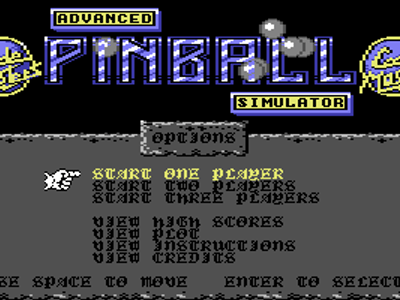 ADVANCED
PINBALL
SIMULATOR
OPTIONS
START ONE PLAYER
START TWO PLAYERS
START THREE PLAYERS
VIEW HIGH SCORES
VIEW PLOT
VIEW INSTRUCTIONS
VIEW CREDITS
SE SPACE TO MOVE ENTER TO SELECT